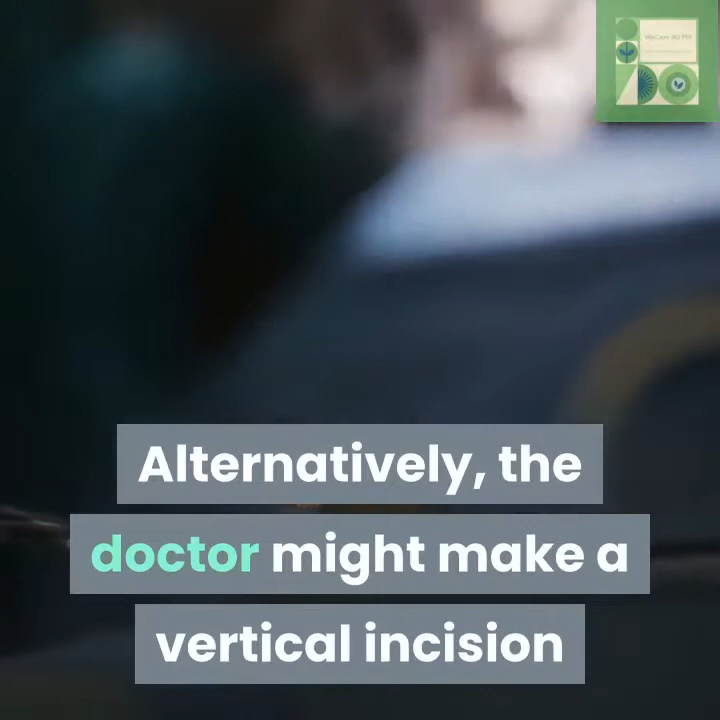 Alternatively, the
doctor might make a
vertical incision